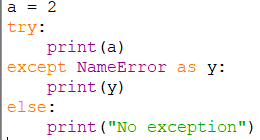 a = 2
try:
    print(a)
except NameError as y:
    print(y)
else:
    print("No exception")